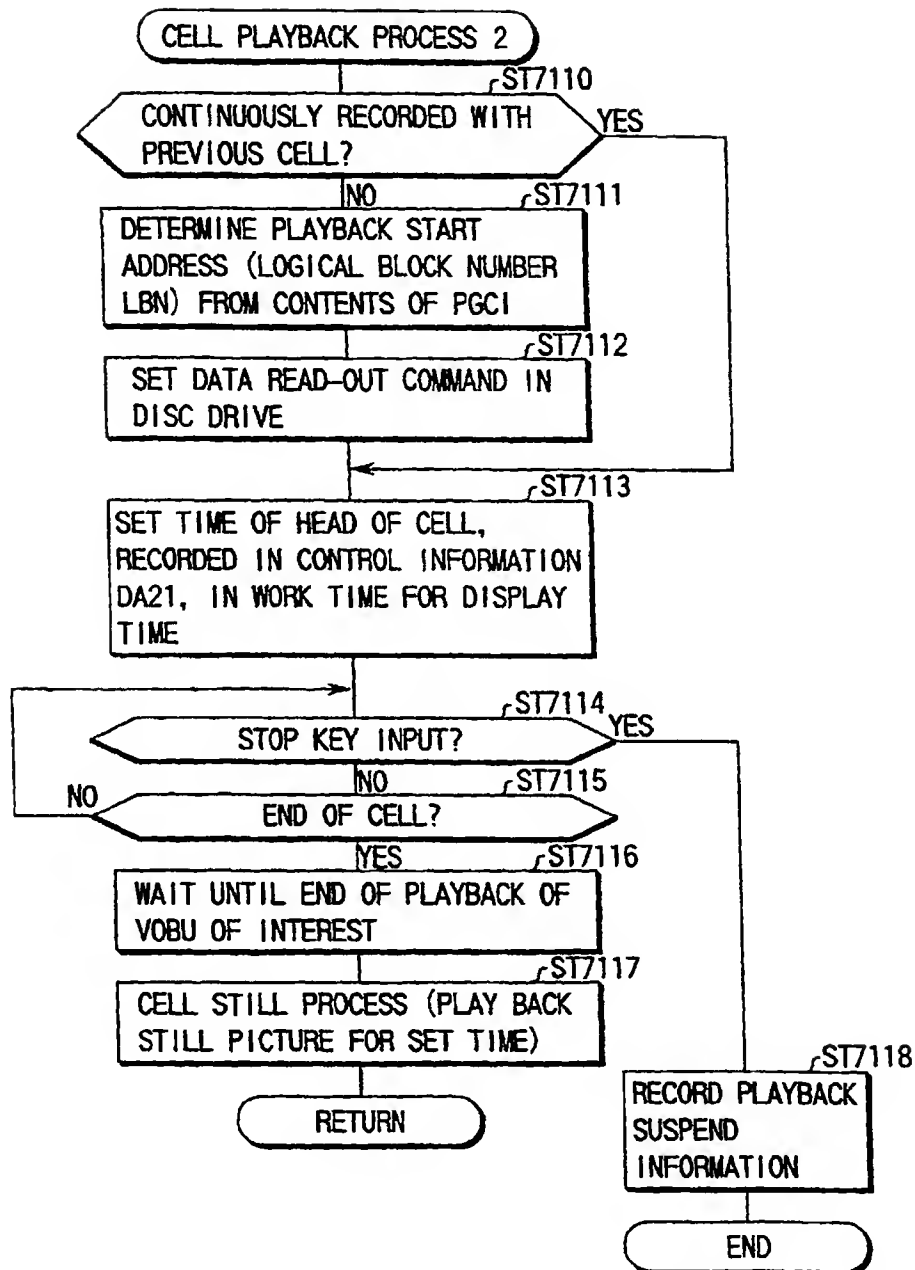 CELL PLAYBACK PROCESS 2
ST7110
CONTINUOUSLY RECORDED WITH
PREVIOUS CELL?
YES
NO
ST7111
DETERMINE PLAYBACK START
ADDRESS (LOGICAL BLOCK NUMBER
LBN) FROM CONTENTS OF PGCI
ST7112
SET DATA READ-OUT COMMAND IN
DISC DRIVE
ST7113
SET TIME OF HEAD OF CELL,
RECORDED IN CONTROL INFORMATION
DA21, IN WORK TIME FOR DISPLAY
TIME
ST7114
STOP KEY INPUT?
YES
NO
ST7115
NO
END OF CELL?
YES
ST7116
WAIT UNTIL END OF PLAYBACK OF
VOBU OF INTEREST
ST7117
CELL STILL PROCESS (PLAY BACK
STILL PICTURE FOR SET TIME)
RETURN
ST7118
RECORD PLAYBACK
SUSPEND
INFORMATION
END